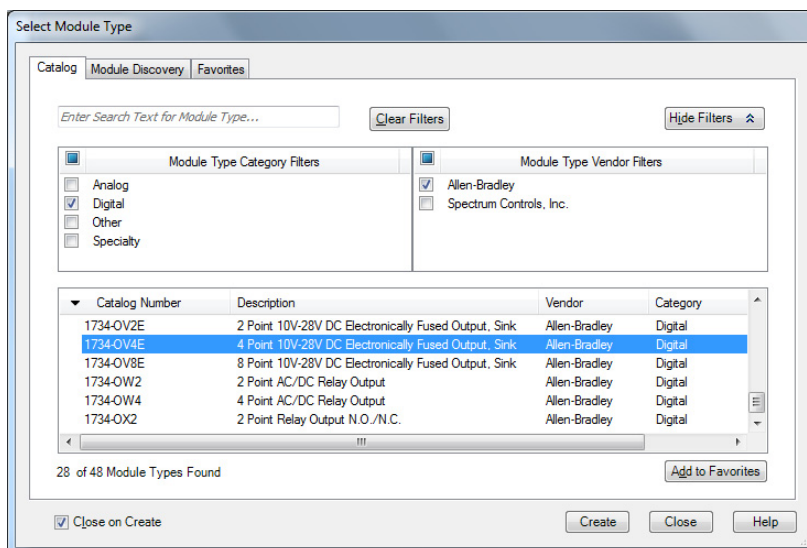 Select Module Type
Catalog Module Discovery Favorites
Enter Search Text for Module Type... Clear Filters Hide Filters
Module Type Category Filters Module Type Vendor Filters
Analog Allen-Bradley
Digital Spectrum Controls, Inc.
Other
Specialty
Catalog Number Description Vendor Category
1734-OV2E 2 Point 10V-28V DC Electronically Fused Output, Sink Allen-Bradley Digital
1734-OV4E 4 Point 10V-28V DC Electronically Fused Output, Sink Allen-Bradley Digital
1734-OV8E 8 Point 10V-28V DC Electronically Fused Output, Sink Allen-Bradley Digital
1734-OW2 2 Point AC/DC Relay Output Allen-Bradley Digital
1734-OW4 4 Point AC/DC Relay Output Allen-Bradley Digital
1734-OX2 2 Point Relay Output N.O./N.C. Allen-Bradley Digital
28 of 48 Module Types Found Add to Favorites
Close on Create Create Close Help